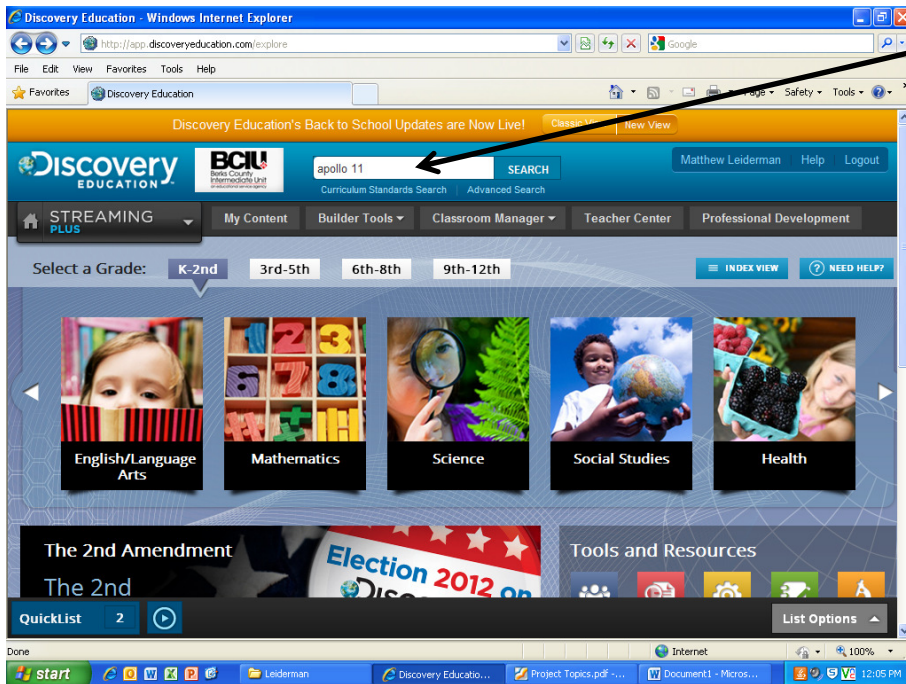 Discovery Education - Windows Internet Explorer
http://app.discoveryeducation.com/explore
Google
File Edit View Favorites Tools Help
Favorites Discovery Education Page Safety Tools
Discovery Education's Back to School Updates are Now Live! Classic View New View
Discovery
EDUCATION
BCIU
Berks County
Intermediate Unit
apollo 11 SEARCH
Curriculum Standards Search Advanced Search
Matthew Leiderman Help Logout
STREAMING
PLUS
My Content Builder Tools Classroom Manager Teacher Center Professional Development
Select a Grade: K-2nd 3rd-5th 6th-8th 9th-12th INDEX VIEW ? NEED HELP?
1 2 3
6 7 8
English/Language
Arts
Mathematics
Science
Social Studies
Health
The 2nd Amendment
The 2nd
Election 2012 on
Tools and Resources
QuickList 2 List Options
Done Internet 100%
start Leiderman Discovery Educatio... Project Topics.pdf -... Document1 - Micros... 12:05 PM